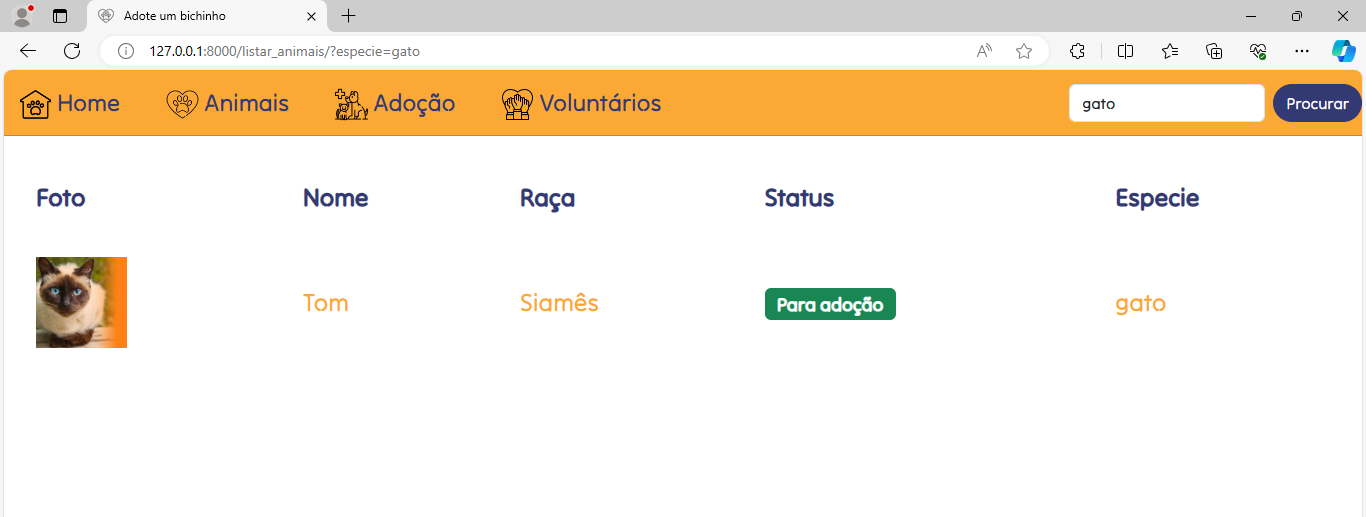 Adote um bichinho
127.0.0.1:8000/listar_animais/?especie=gato
Home Animais Adoção Voluntários gato Procurar
Foto Nome Raça Status Especie
Tom Siamês Para adoção gato